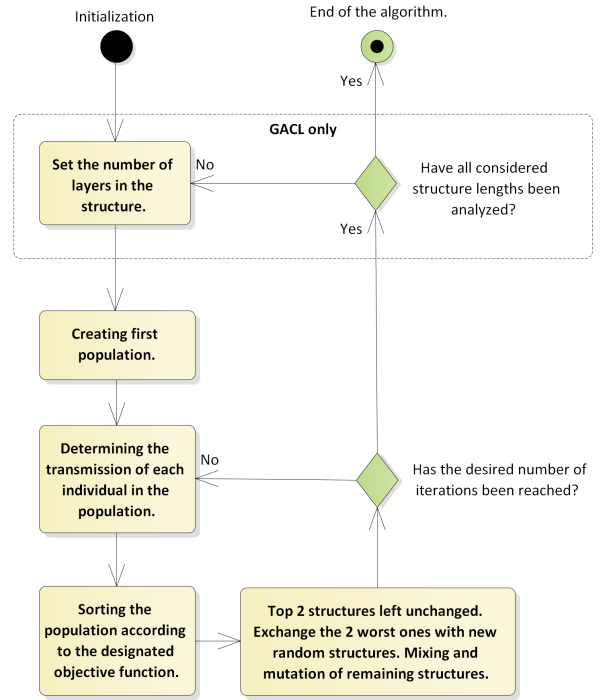 Initialization
End of the algorithm.
Yes
GACL only
Set the number of
layers in the
structure.
No
Have all considered
structure lengths been
analyzed?
Yes
Creating first
population.
Determining the
transmission of each
individual in the
population.
No
Has the desired number of
iterations been reached?
Sorting the
population according
to the designated
objective function.
Top 2 structures left unchanged.
Exchange the 2 worst ones with new
random structures. Mixing and
mutation of remaining structures.